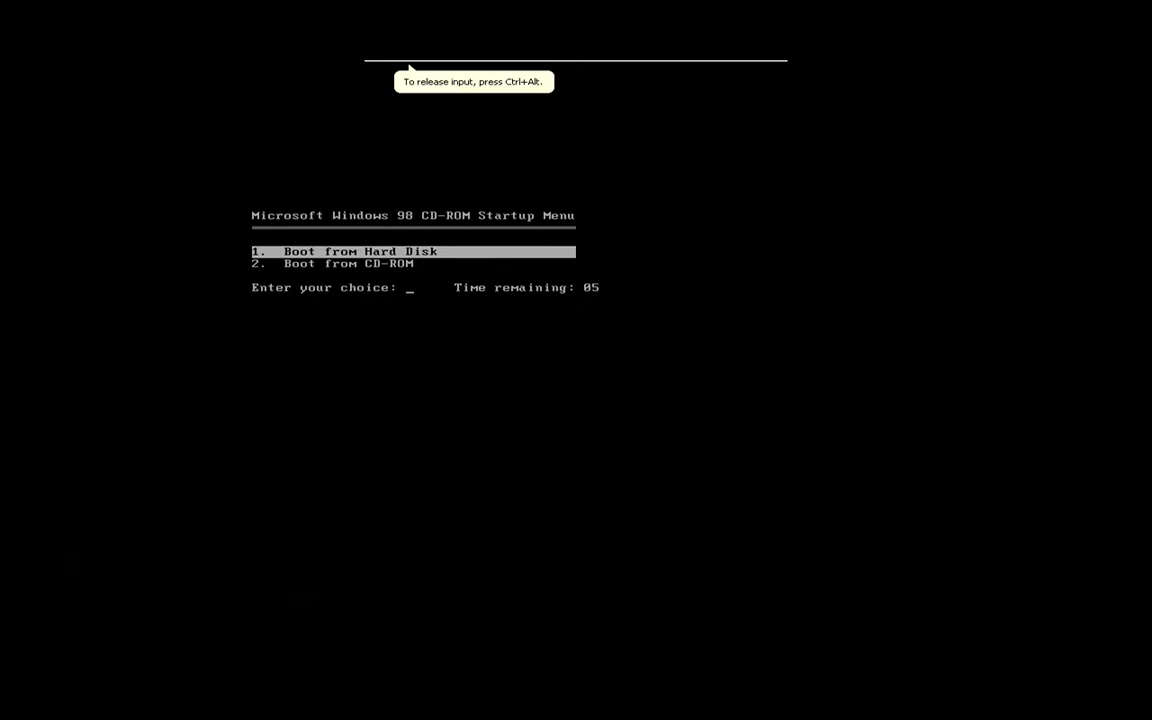 To release input, press Ctrl+Alt.
Microsoft Windows 98 CD-ROM Startup Menu
1. Boot from Hard Disk
2. Boot from CD-ROM
Enter your choice: _ Time remaining: 05